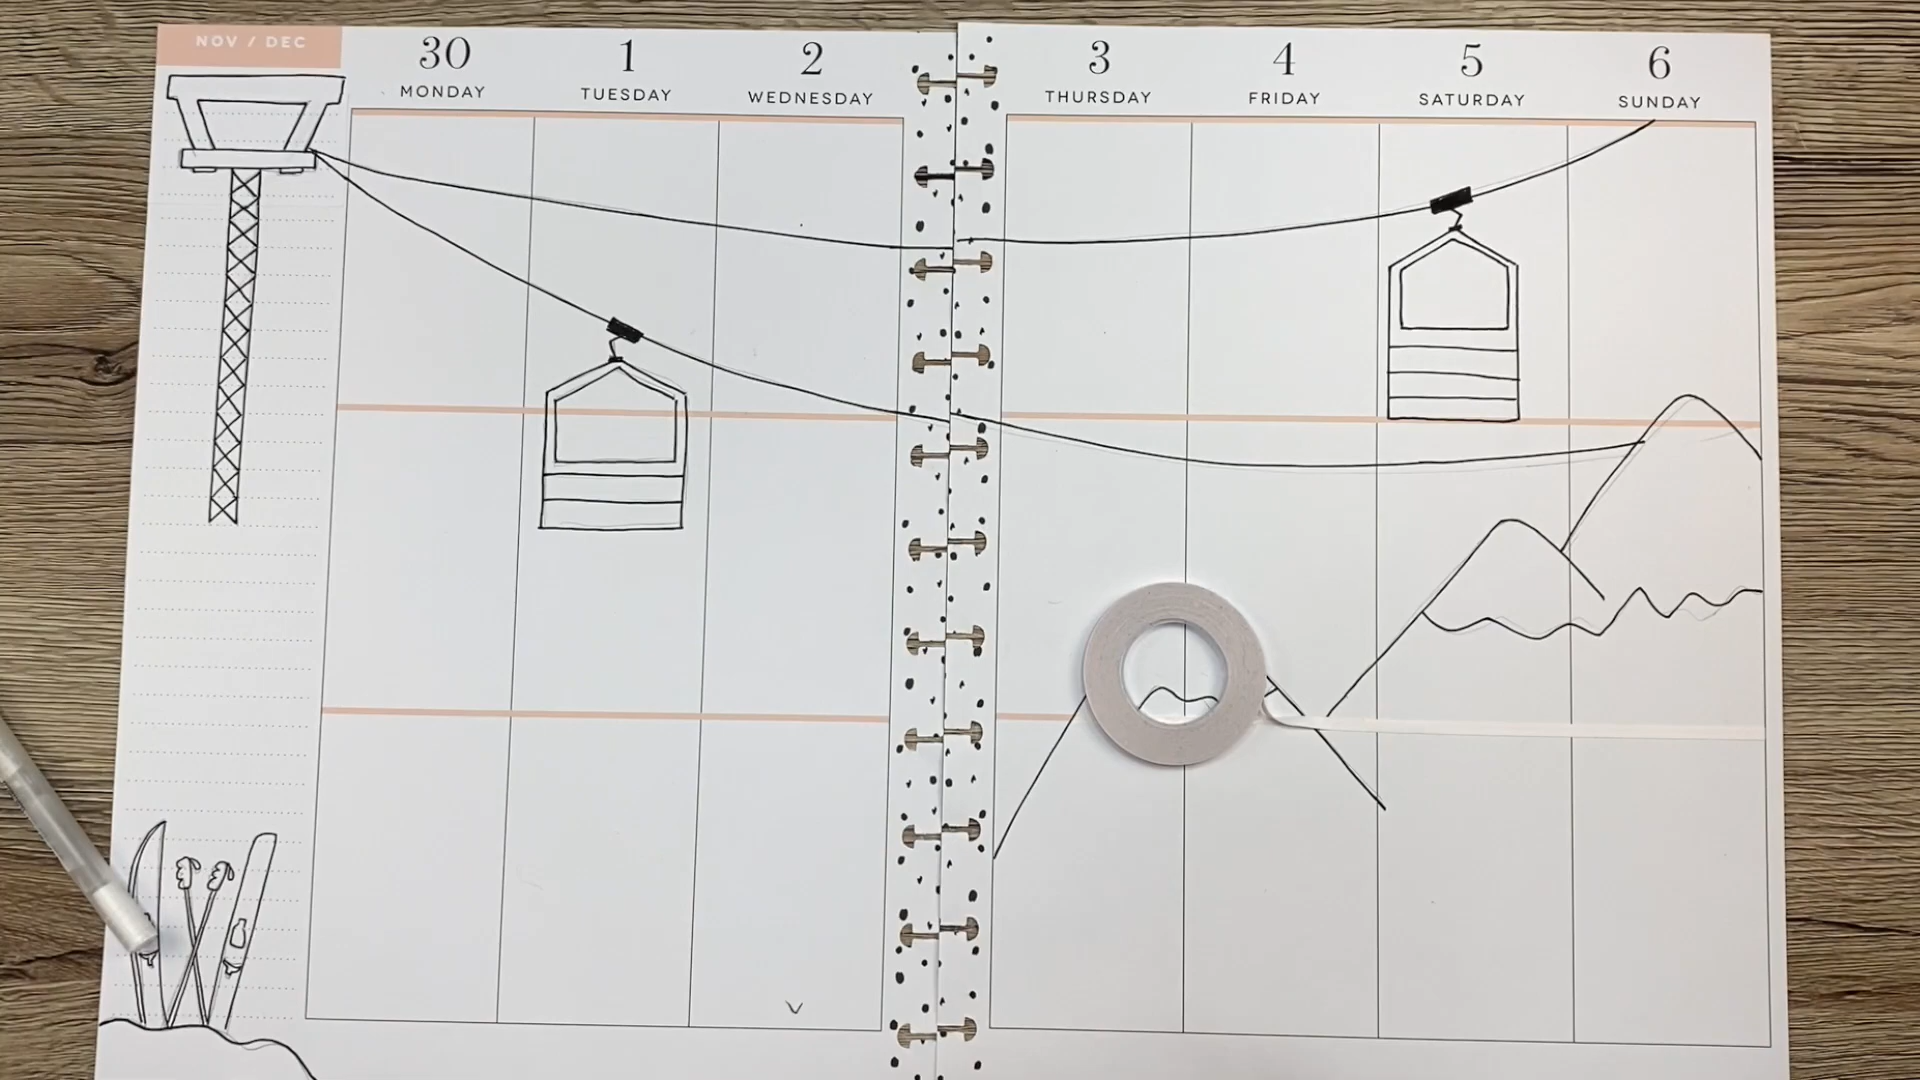 NOV / DEC
30 1 2 3 4 5 6
MONDAY TUESDAY WEDNESDAY THURSDAY FRIDAY SATURDAY SUNDAY